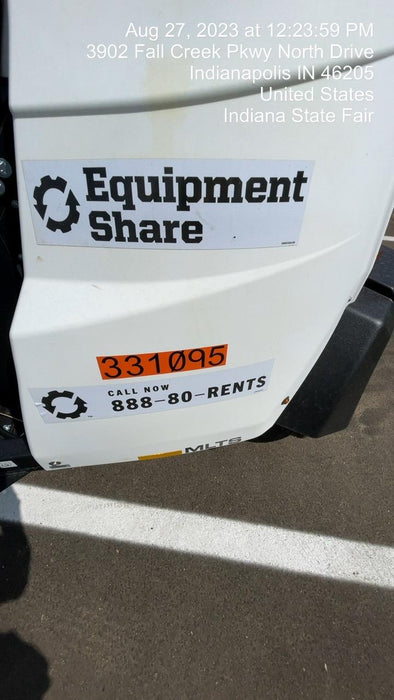 Aug 27, 2023 at 12:23:59 PM
3902 Fall Creek Pkwy North Drive
Indianapolis IN 46205
United States
Indiana State Fair
Equipment
Share
331095
CALL NOW
888-80-RENTS
MLTS